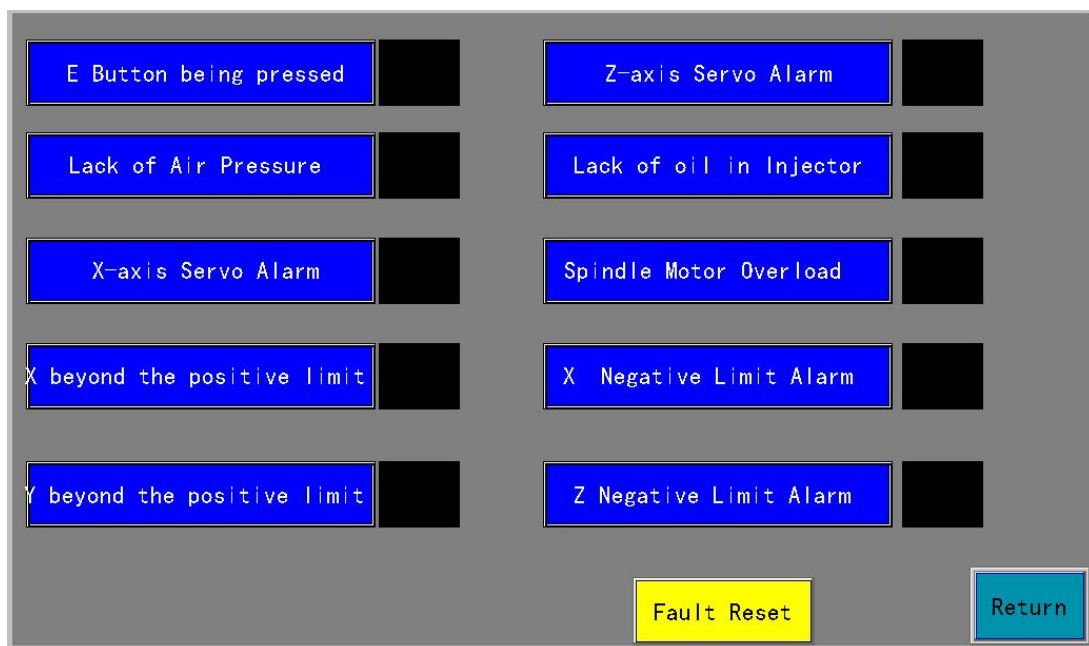 E Button being pressed
Z-axis Servo Alarm
Lack of Air Pressure
Lack of oil in Injector
X-axis Servo Alarm
Spindle Motor Overload
X beyond the positive limit
X Negative Limit Alarm
Y beyond the positive limit
Z Negative Limit Alarm
Fault Reset
Return